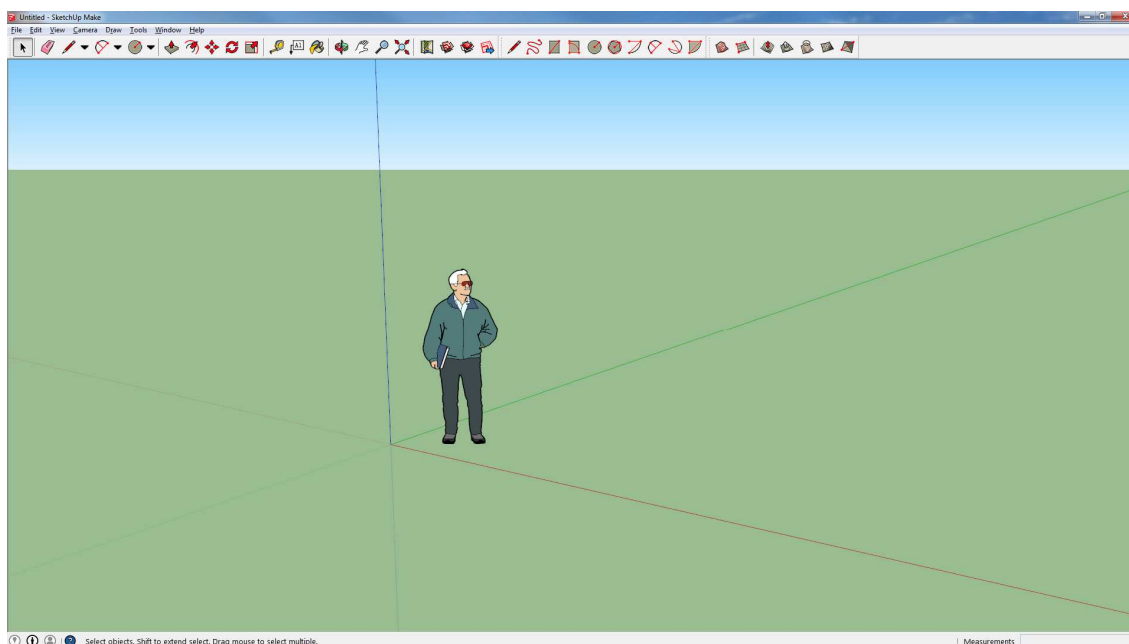 Untitled - SketchUp Make
File Edit View Camera Draw Tools Window Help
A1
Select objects. Shift to extend select. Drag mouse to select multiple.
Measurements